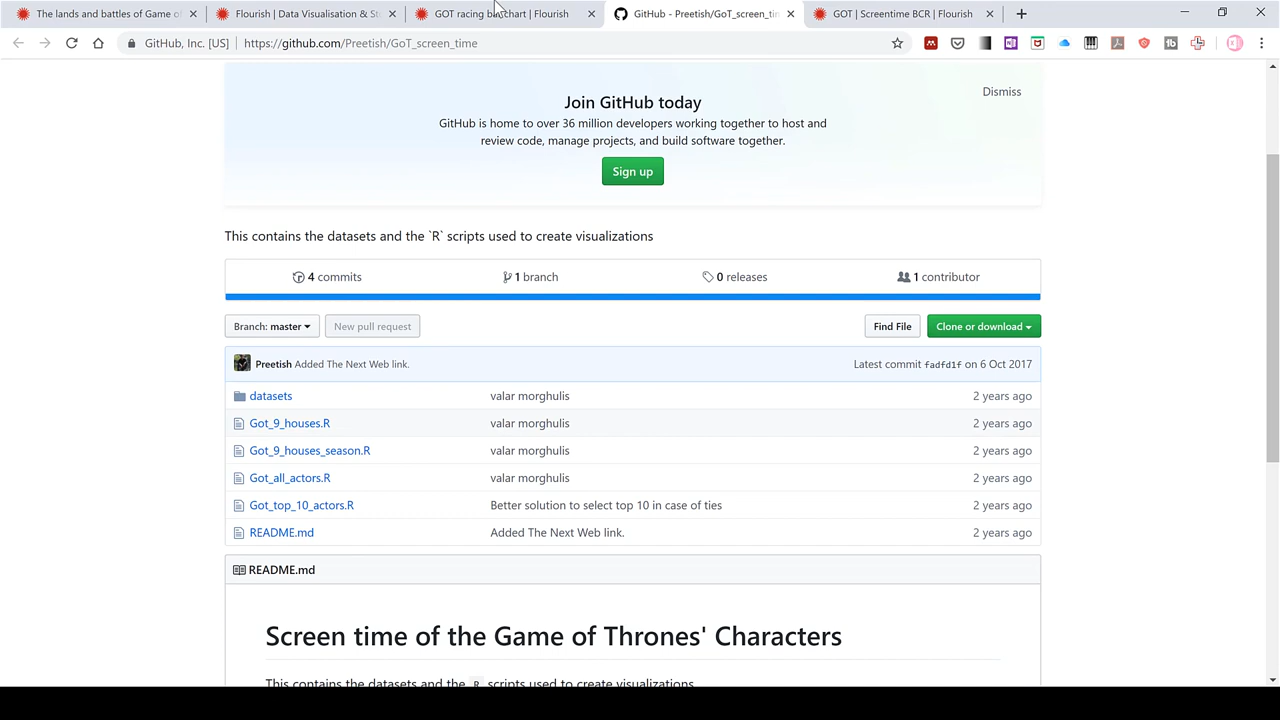 The lands and battles of Game of
Flourish | Data Visualisation & St
GOT racing bar chart | Flourish
GitHub - Preetish/GoT_screen_tim
GOT | Screentime BCR | Flourish
GitHub, Inc. [US]
https://github.com/Preetish/GoT_screen_time
Join GitHub today
Dismiss
GitHub is home to over 36 million developers working together to host and
review code, manage projects, and build software together.
Sign up
This contains the datasets and the `R` scripts used to create visualizations
4 commits
1 branch
0 releases
1 contributor
Branch: master
New pull request
Find File
Clone or download
Preetish Added The Next Web link.
Latest commit fadfd1f on 6 Oct 2017
datasets valar morghulis 2 years ago
Got_9_houses.R valar morghulis 2 years ago
Got_9_houses_season.R valar morghulis 2 years ago
Got_all_actors.R valar morghulis 2 years ago
Got_top_10_actors.R Better solution to select top 10 in case of ties 2 years ago
README.md Added The Next Web link. 2 years ago
README.md
Screen time of the Game of Thrones' Characters
This contains the datasets and the R scripts used to create visualizations